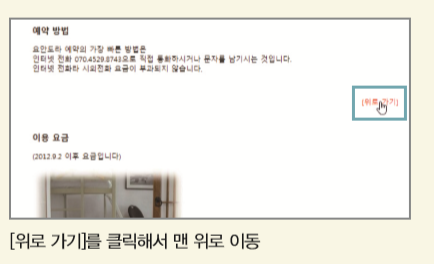 예약 방법
요안도라 예약의 가장 빠른 방법은
인터넷 전화 070.4529.8743으로 직접 통화하시거나 문자를 남기시는 것입니다.
인터넷 전화라 시외전화 요금이 부과되지 않습니다.
[위로 가기]
이용 요금
(2012.9.2 이후 요금입니다)
[위로 가기]를 클릭해서 맨 위로 이동